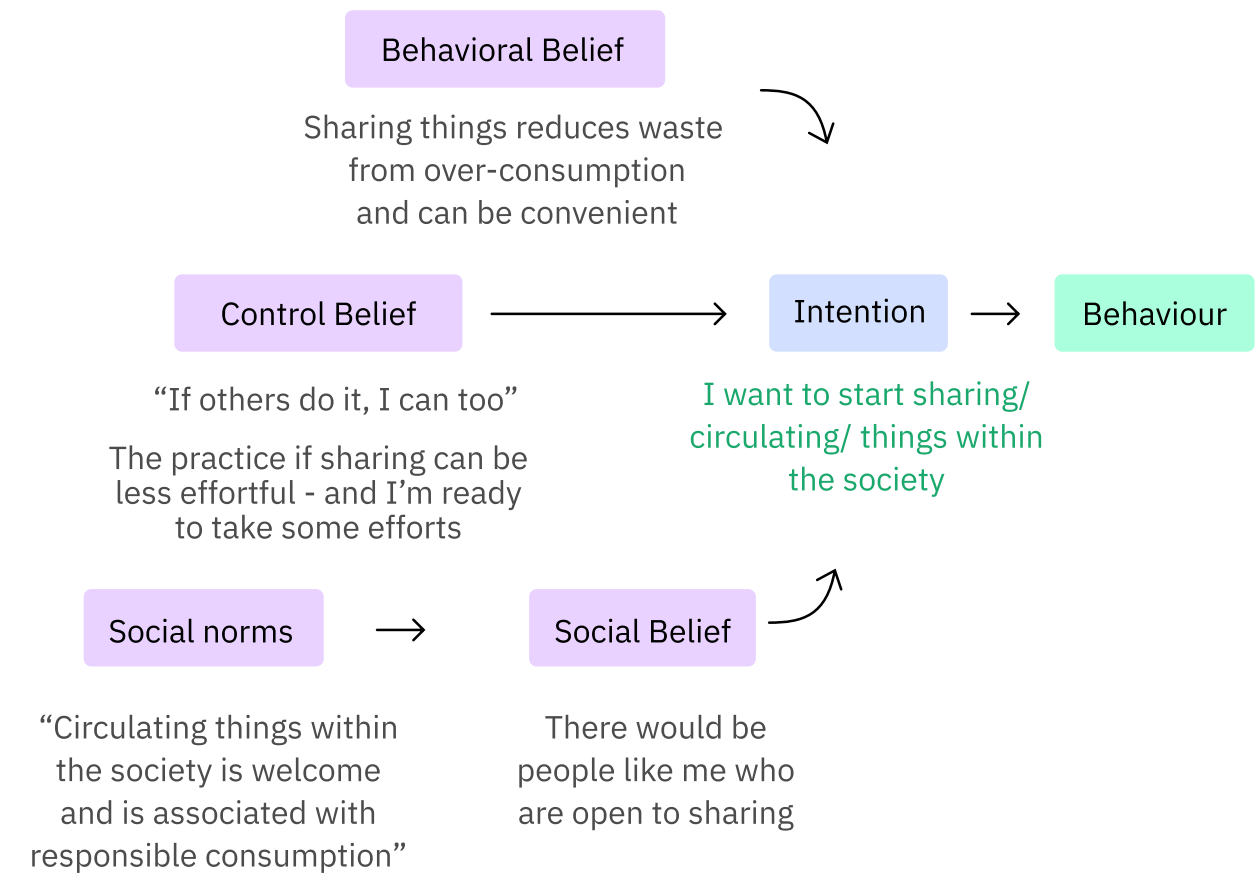 Behavioral Belief
Sharing things reduces waste
from over-consumption
and can be convenient
Control Belief
Intention
Behaviour
“If others do it, I can too”
The practice if sharing can be
less effortful - and I’m ready
to take some efforts
I want to start sharing/
circulating/ things within
the society
Social norms
Social Belief
“Circulating things within
the society is welcome
and is associated with
responsible consumption”
There would be
people like me who
are open to sharing